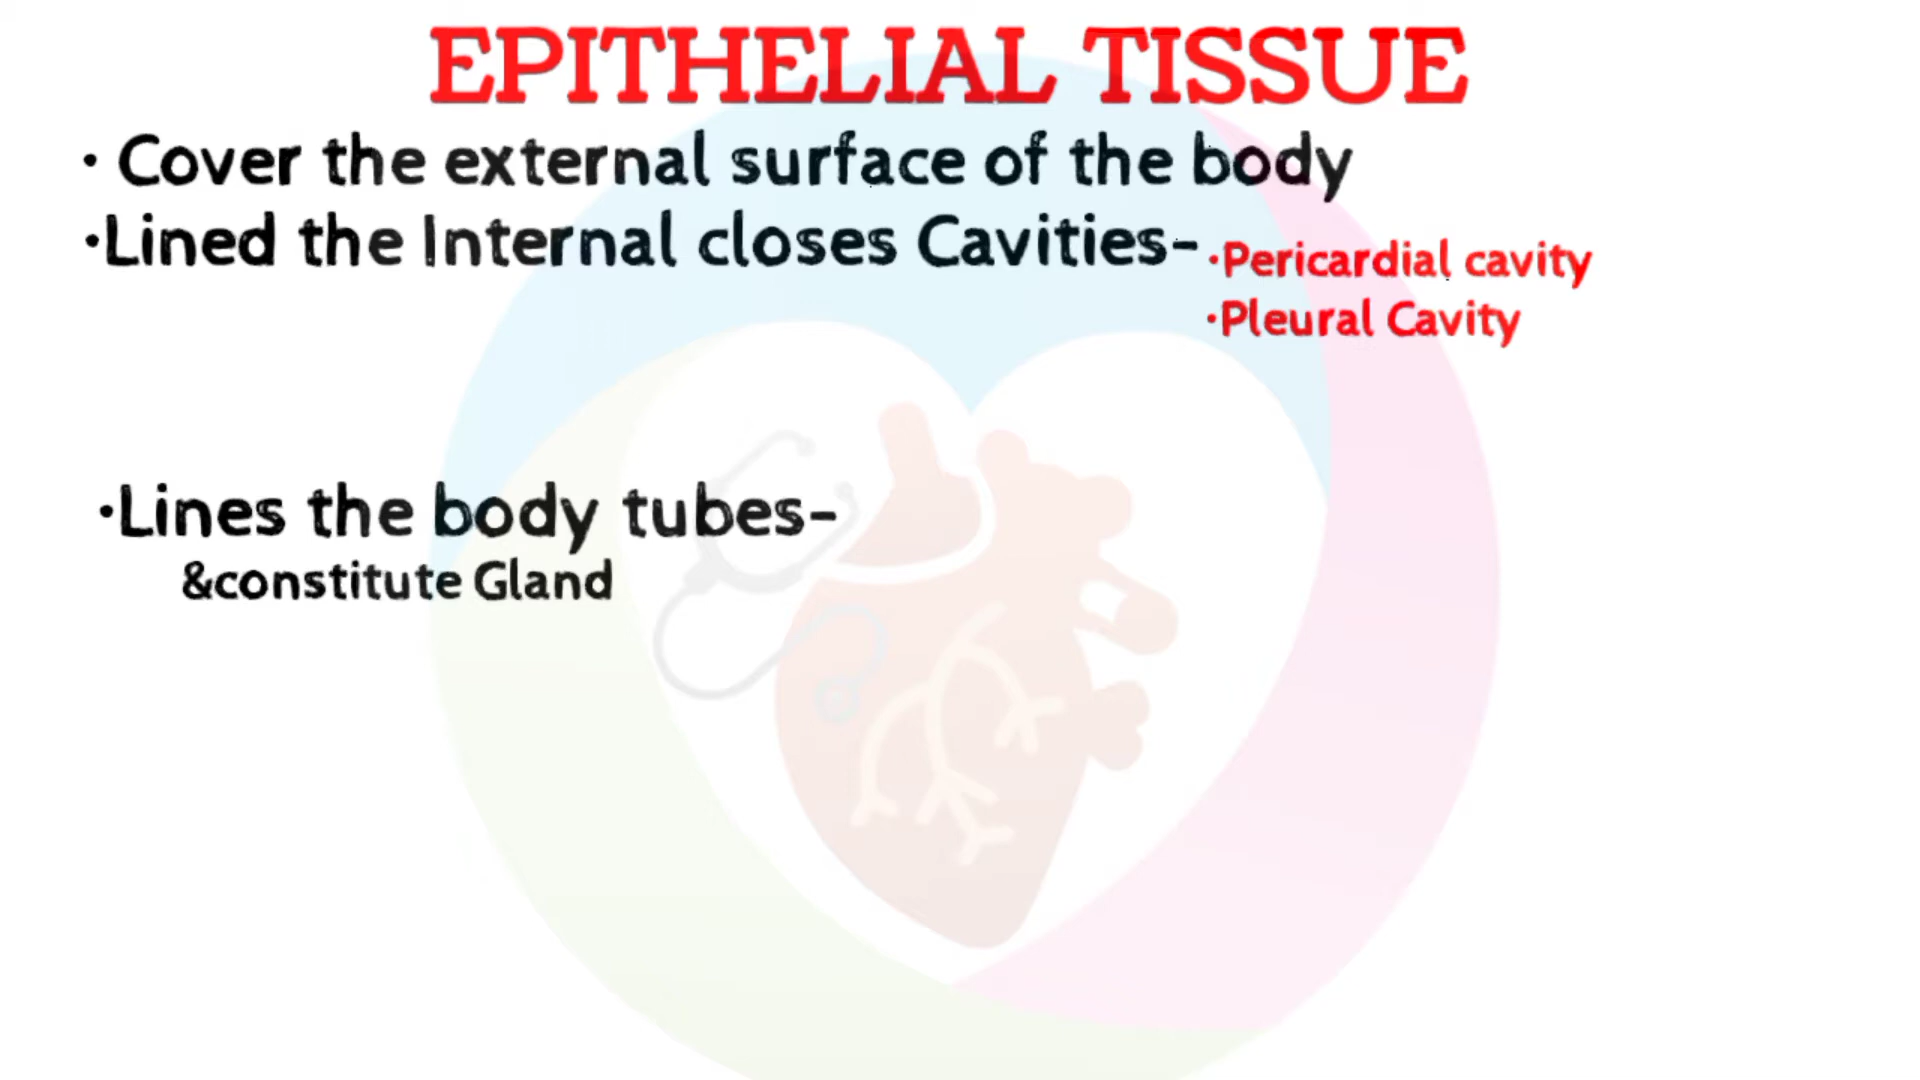 EPITHELIAL TISSUE
• Cover the external surface of the body
•Lined the Internal closes Cavities-
•Pericardial cavity
•Pleural Cavity
•Lines the body tubes-
&constitute Gland